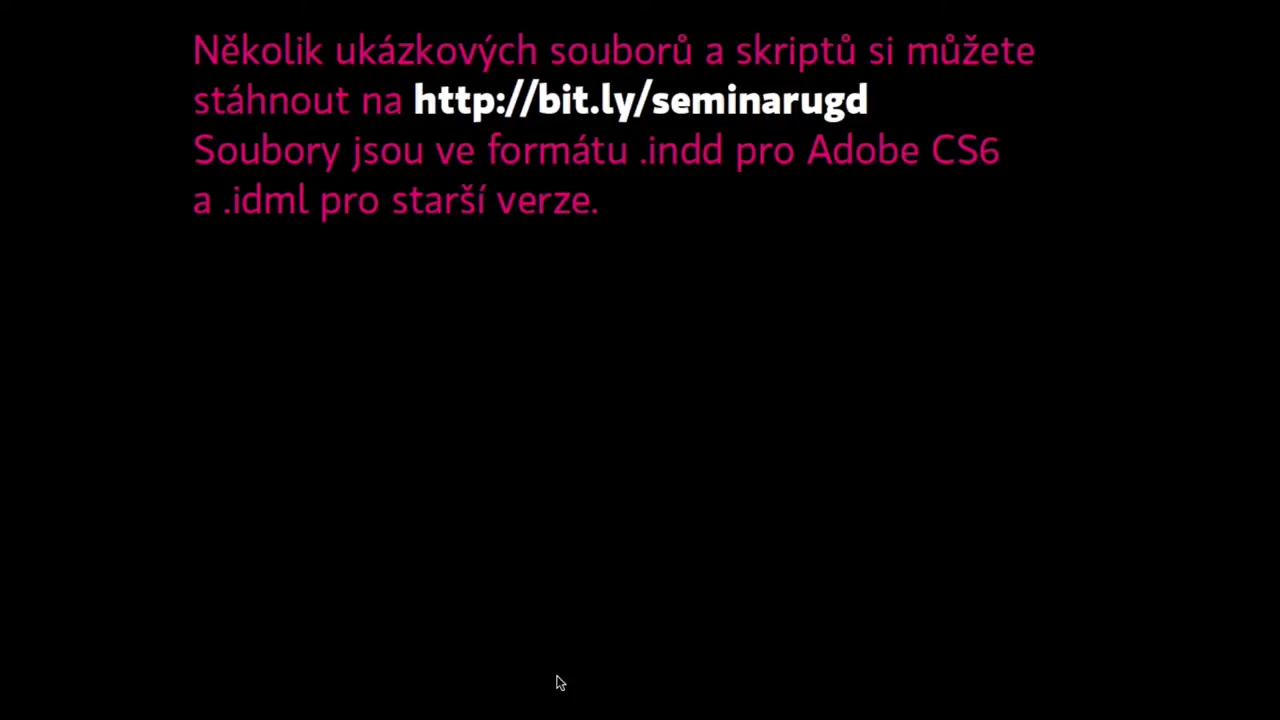 Několik ukázkových souborů a skriptů si můžete
stáhnout na http://bit.ly/seminarugd
Soubory jsou ve formátu .indd pro Adobe CS6
a .idml pro starší verze.